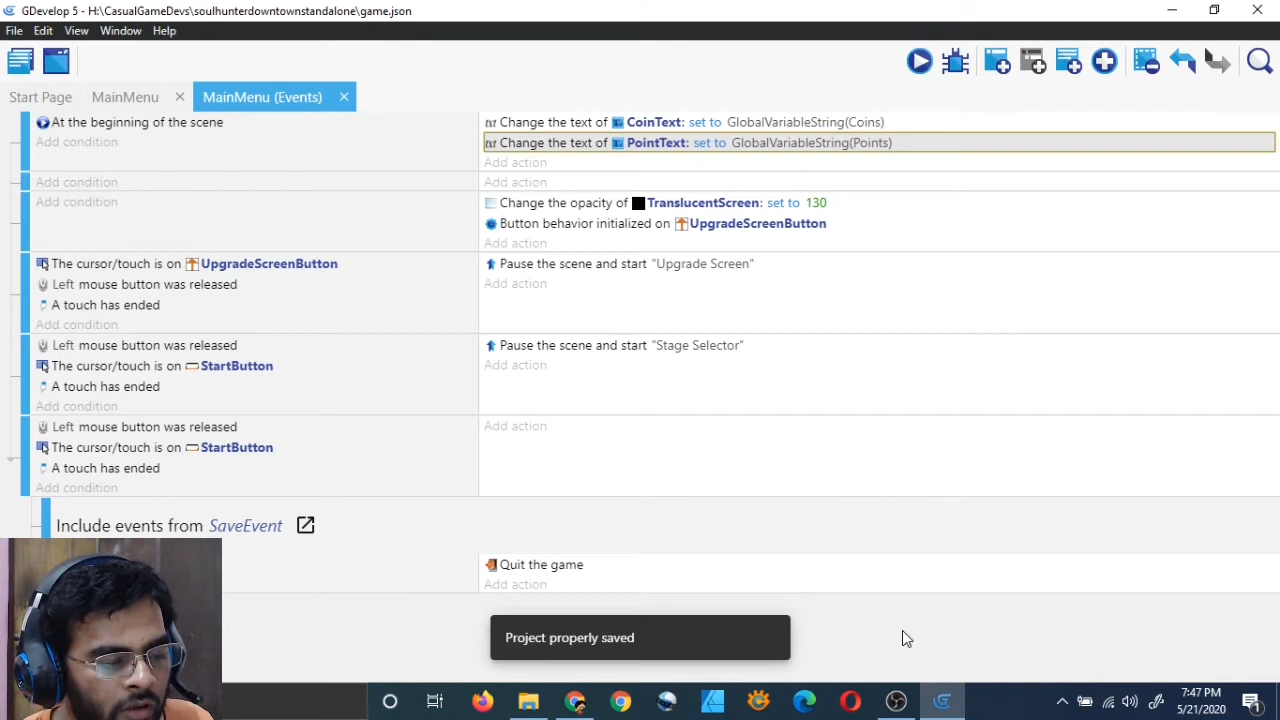 GDevelop 5 - H:\CasualGameDevs\soulhunterdowntownstandalone\game.json
File Edit View Window Help
Start Page MainMenu MainMenu (Events)
At the beginning of the scene
Add condition
Change the text of CoinText: set to GlobalVariableString(Coins)
Change the text of PointText: set to GlobalVariableString(Points)
Add action
Add condition
Add action
Add condition
Change the opacity of TranslucentScreen: set to 130
Button behavior initialized on UpgradeScreenButton
Add action
The cursor/touch is on UpgradeScreenButton
Left mouse button was released
A touch has ended
Add condition
Pause the scene and start "Upgrade Screen"
Add action
Left mouse button was released
The cursor/touch is on StartButton
A touch has ended
Add condition
Pause the scene and start "Stage Selector"
Add action
Left mouse button was released
The cursor/touch is on StartButton
A touch has ended
Add condition
Add action
Include events from SaveEvent
Quit the game
Add action
Project properly saved
7:47 PM
5/21/2020